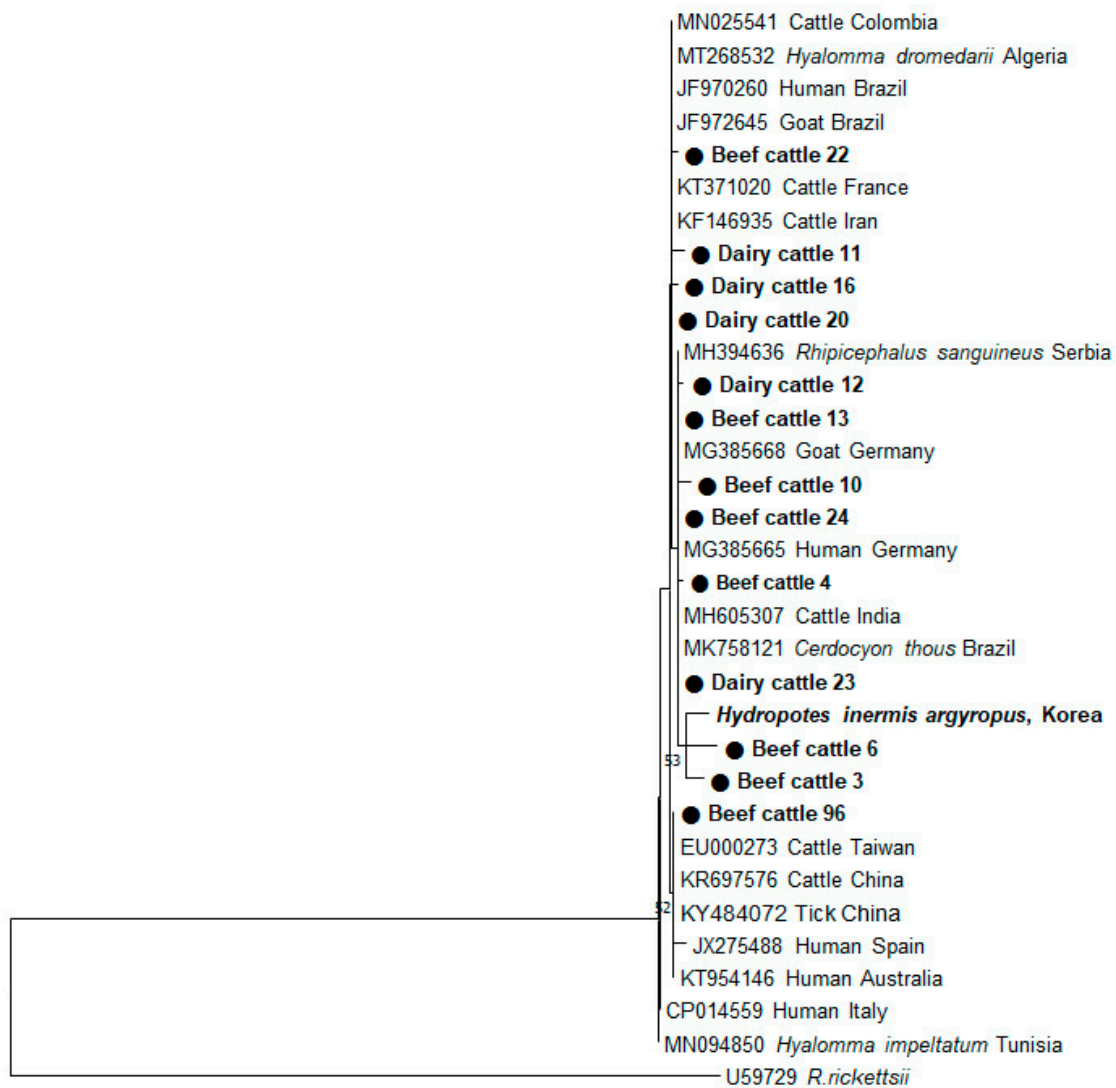 MN025541 Cattle Colombia
MT268532 Hyalomma dromedarii Algeria
JF970260 Human Brazil
JF972645 Goat Brazil
Beef cattle 22
KT371020 Cattle France
KF146935 Cattle Iran
Dairy cattle 11
Dairy cattle 16
Dairy cattle 20
MH394636 Rhipicephalus sanguineus Serbia
Dairy cattle 12
Beef cattle 13
MG385668 Goat Germany
Beef cattle 10
Beef cattle 24
MG385665 Human Germany
Beef cattle 4
MH605307 Cattle India
MK758121 Cerdocyon thous Brazil
Dairy cattle 23
Hydropotes inermis argyropus, Korea
Beef cattle 6
53
Beef cattle 3
Beef cattle 96
EU000273 Cattle Taiwan
KR697576 Cattle China
52
KY484072 Tick China
JX275488 Human Spain
KT954146 Human Australia
CP014559 Human Italy
MN094850 Hyalomma impeltatum Tunisia
U59729 R.rickettsii